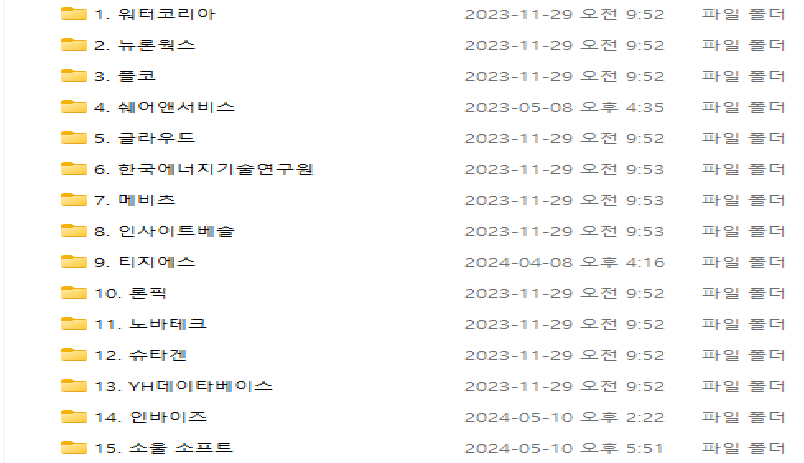 1. 워터코리아 2023-11-29 오전 9:52 파일 폴더
2. 뉴론웍스 2023-11-29 오전 9:52 파일 폴더
3. 플코 2023-11-29 오전 9:52 파일 폴더
4. 쉐어앤서비스 2023-05-08 오후 4:35 파일 폴더
5. 클라우드 2023-11-29 오전 9:52 파일 폴더
6. 한국에너지기술연구원 2023-11-29 오전 9:53 파일 폴더
7. 메비츠 2023-11-29 오전 9:53 파일 폴더
8. 인사이트베슬 2023-11-29 오전 9:53 파일 폴더
9. 티지에스 2024-04-08 오후 4:16 파일 폴더
10. 론픽 2023-11-29 오전 9:52 파일 폴더
11. 노바테크 2023-11-29 오전 9:52 파일 폴더
12. 슈타겐 2023-11-29 오전 9:52 파일 폴더
13. YH데이타베이스 2023-11-29 오전 9:52 파일 폴더
14. 인바이즈 2024-05-10 오후 2:22 파일 폴더
15. 소울 소프트 2024-05-10 오후 5:51 파일 폴더